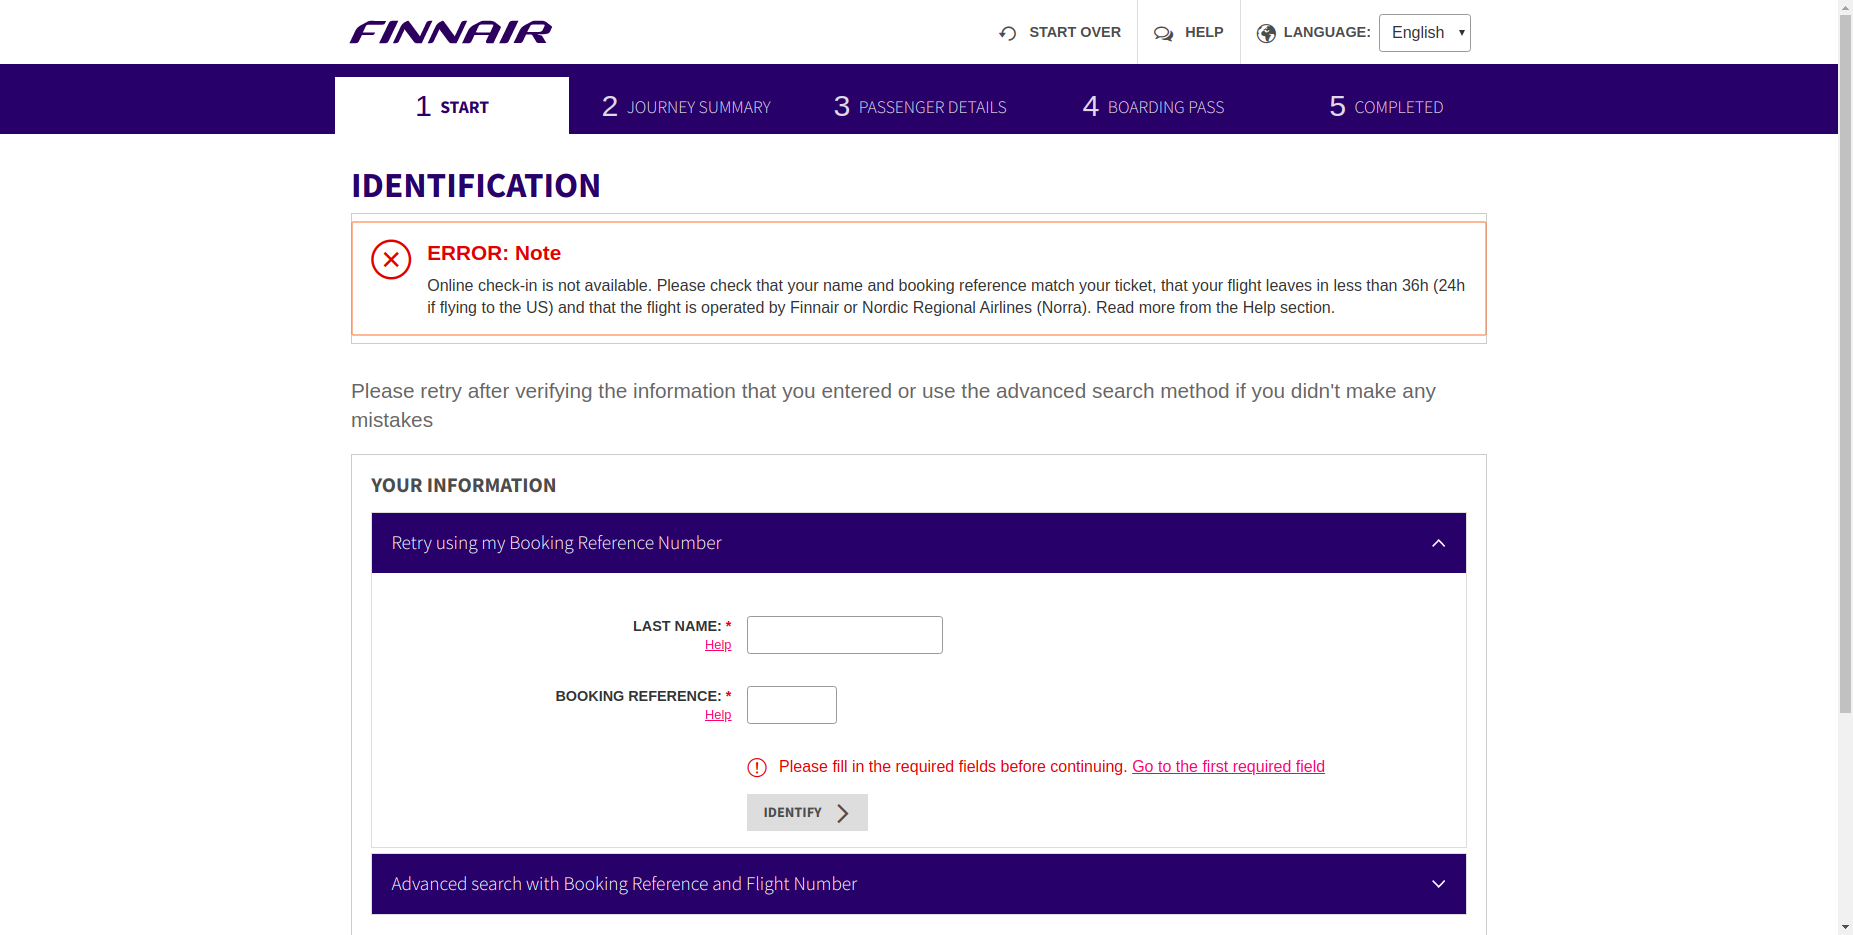 FINNAIR
START OVER
HELP
LANGUAGE:
English
1 START
2 JOURNEY SUMMARY
3 PASSENGER DETAILS
4 BOARDING PASS
5 COMPLETED
IDENTIFICATION
ERROR: Note
Online check-in is not available. Please check that your name and booking reference match your ticket, that your flight leaves in less than 36h (24h
if flying to the US) and that the flight is operated by Finnair or Nordic Regional Airlines (Norra). Read more from the Help section.
Please retry after verifying the information that you entered or use the advanced search method if you didn't make any
mistakes
YOUR INFORMATION
Retry using my Booking Reference Number
LAST NAME: *
Help
BOOKING REFERENCE: *
Help
Please fill in the required fields before continuing. Go to the first required field
IDENTIFY
Advanced search with Booking Reference and Flight Number